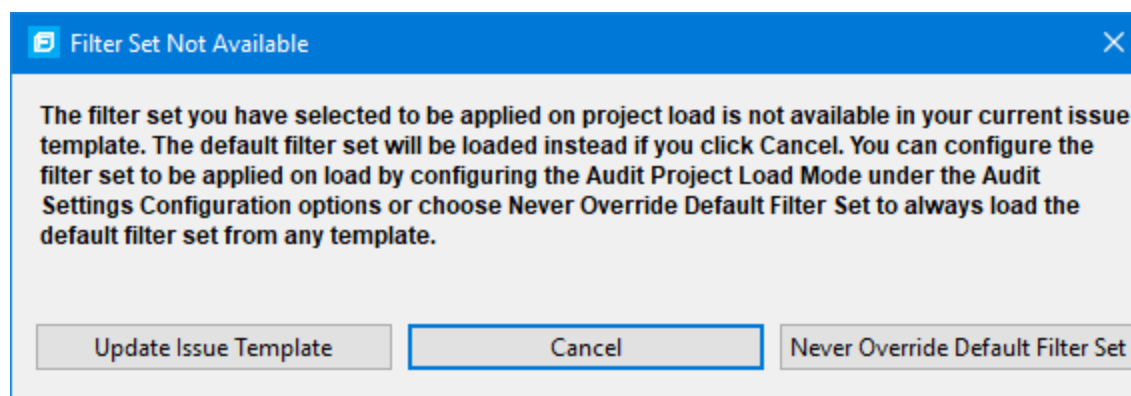 Filter Set Not Available
The filter set you have selected to be applied on project load is not available in your current issue
template. The default filter set will be loaded instead if you click Cancel. You can configure the
filter set to be applied on load by configuring the Audit Project Load Mode under the Audit
Settings Configuration options or choose Never Override Default Filter Set to always load the
default filter set from any template.
Update Issue Template
Cancel
Never Override Default Filter Set